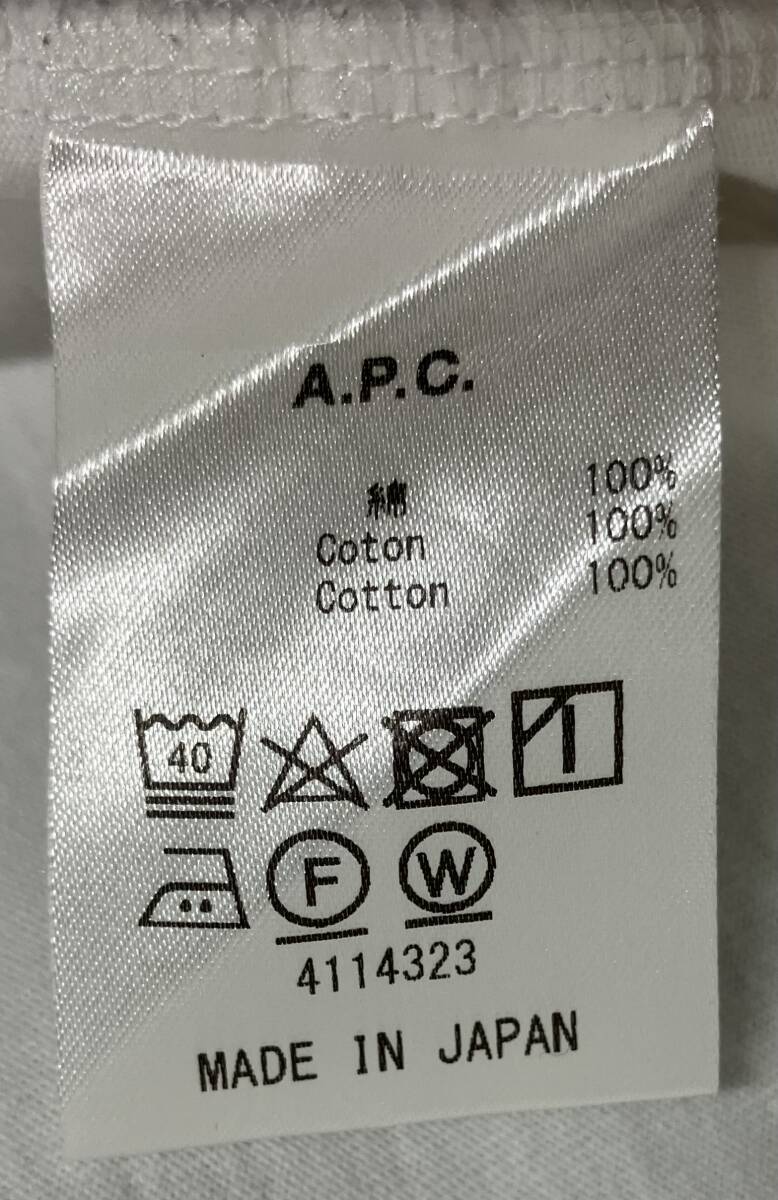 A.P.C.
綿 100%
Coton 100%
Cotton 100%
40
F W
4114323
MADE IN JAPAN